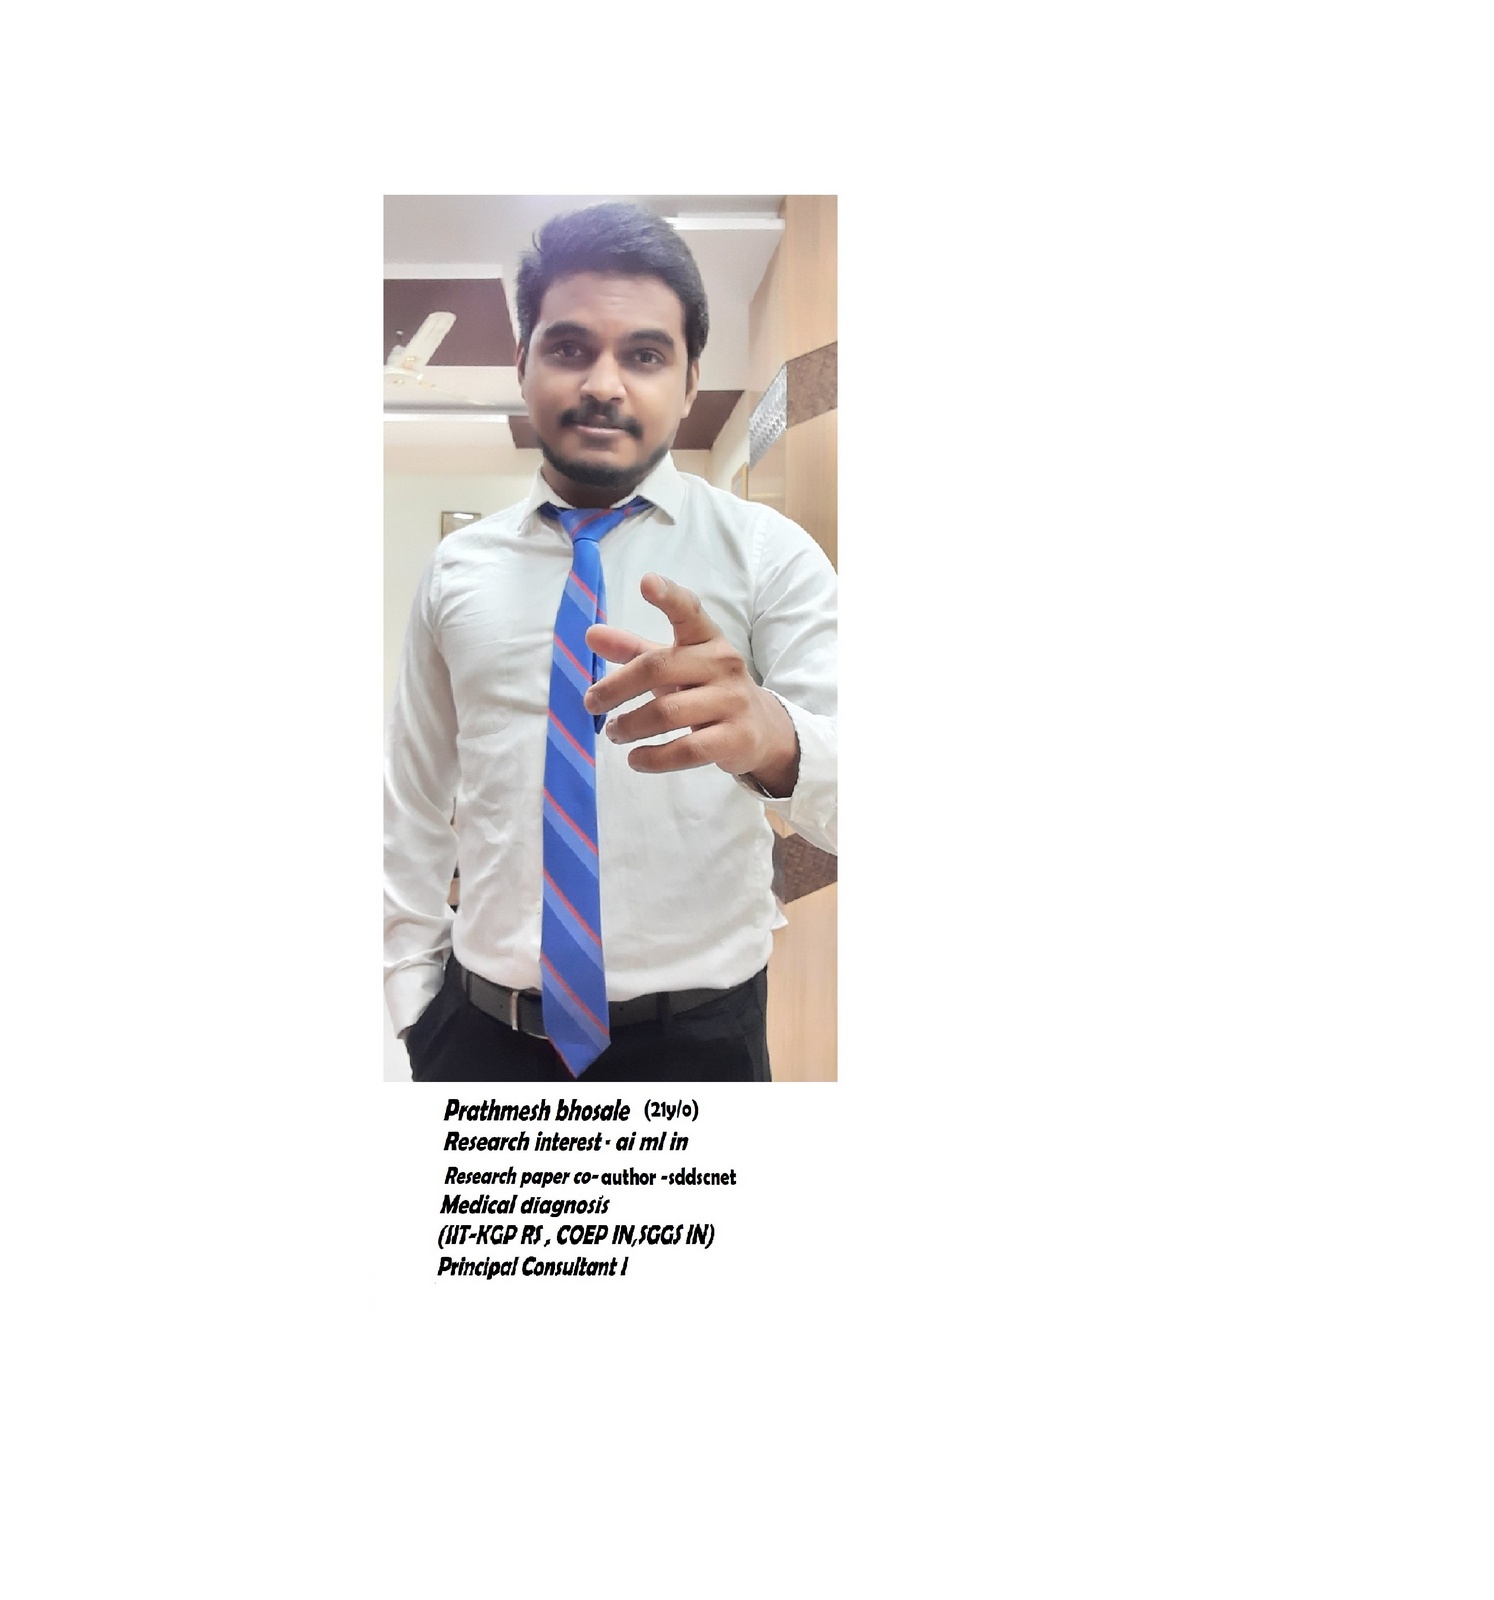 Prathmesh bhosale (21y/o)
Research interest - ai ml in
Research paper co-author -sddscnet
Medical diagnosis
(IIT-KGP RS , COEP IN,SGGS IN)
Principal Consultant I